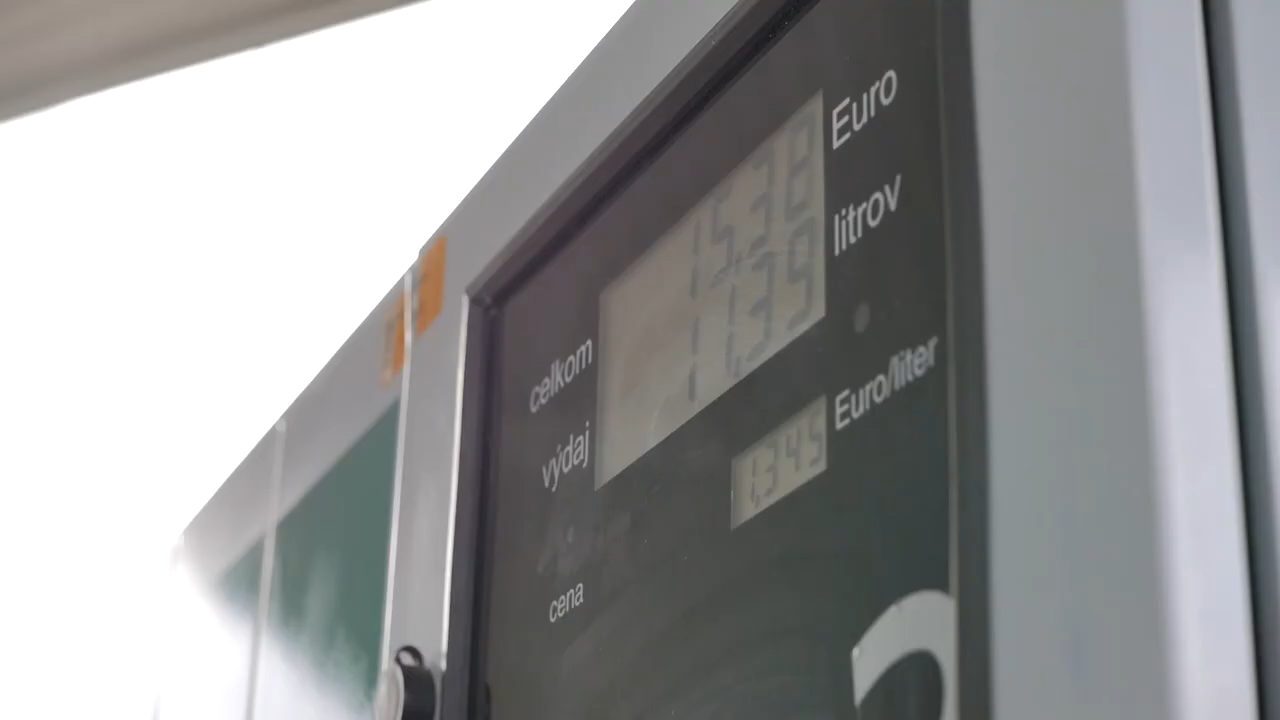 Euro
15.38
litrov
11,39
celkom
výdaj
Euro/liter
1,345
cena